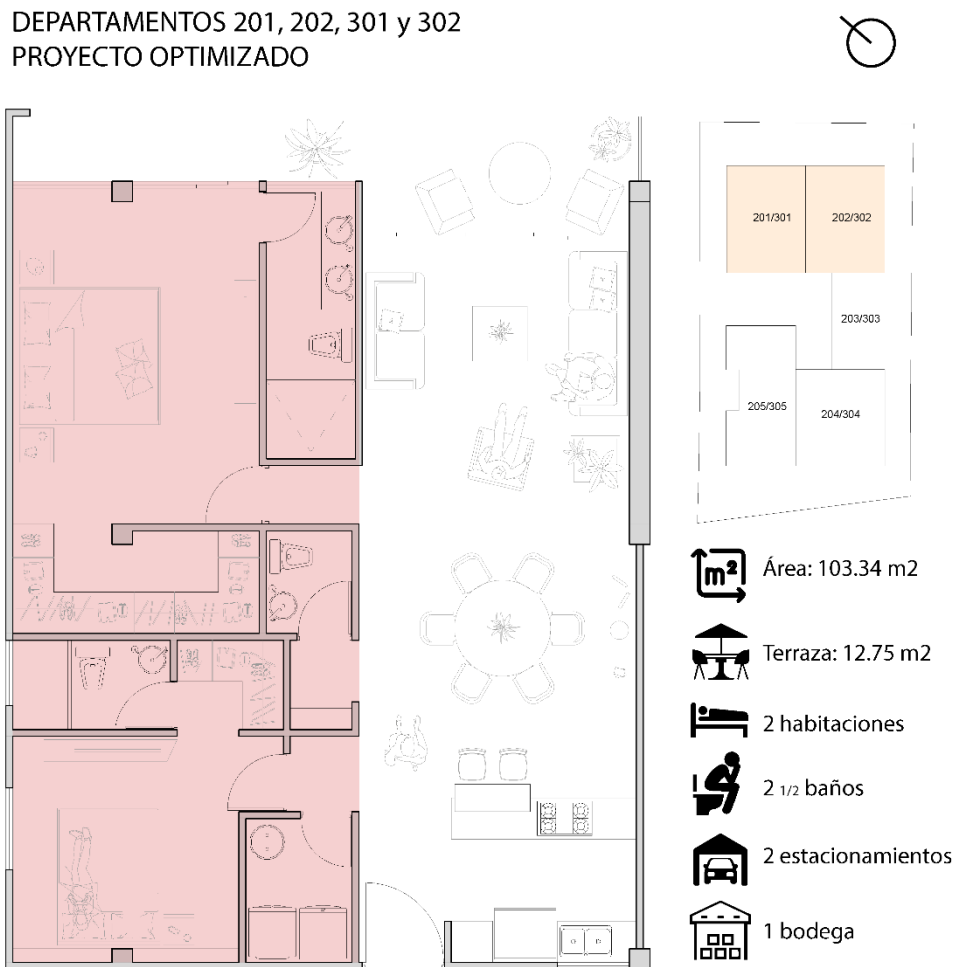 DEPARTAMENTOS 201, 202, 301 y 302
PROYECTO OPTIMIZADO
201/301
202/302
203/303
205/305
204/304
m²
Área: 103.34 m2
Terraza: 12.75 m2
2 habitaciones
2 1/2 baños
2 estacionamientos
1 bodega